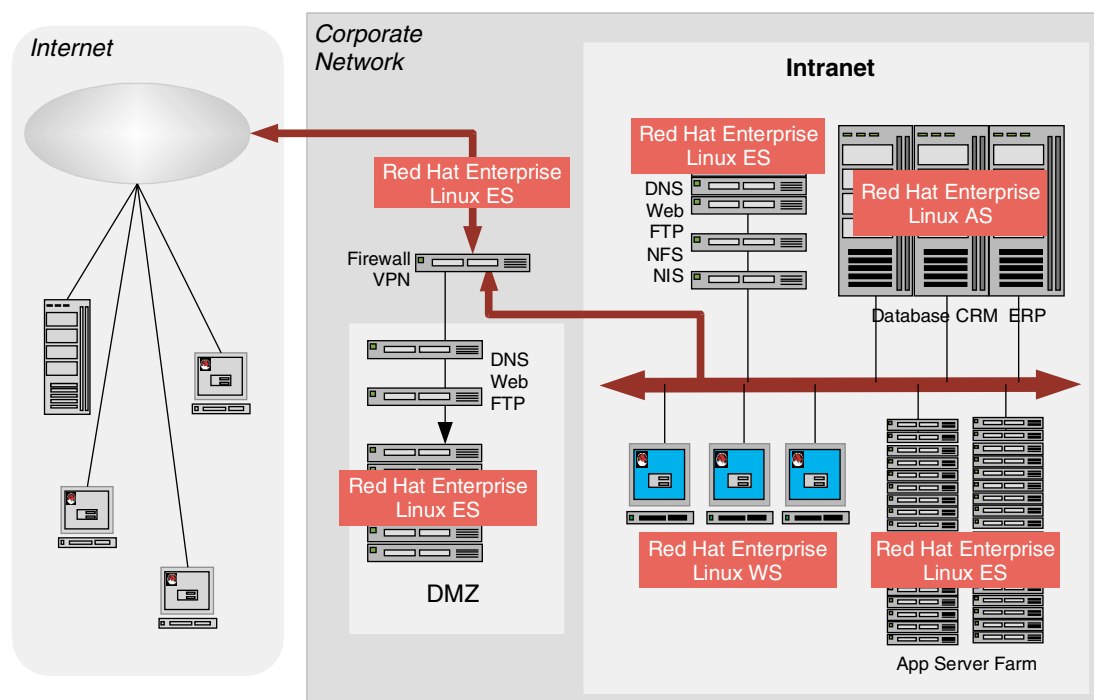 Internet
Corporate
Network
Intranet
Red Hat Enterprise
Linux ES
Firewall
VPN
DNS
Web
FTP
Red Hat Enterprise
Linux ES
DMZ
Red Hat Enterprise
Linux ES
DNS
Web
FTP
NFS
NIS
Red Hat Enterprise
Linux AS
Database CRM ERP
Red Hat Enterprise
Linux WS
Red Hat Enterprise
Linux ES
App Server Farm